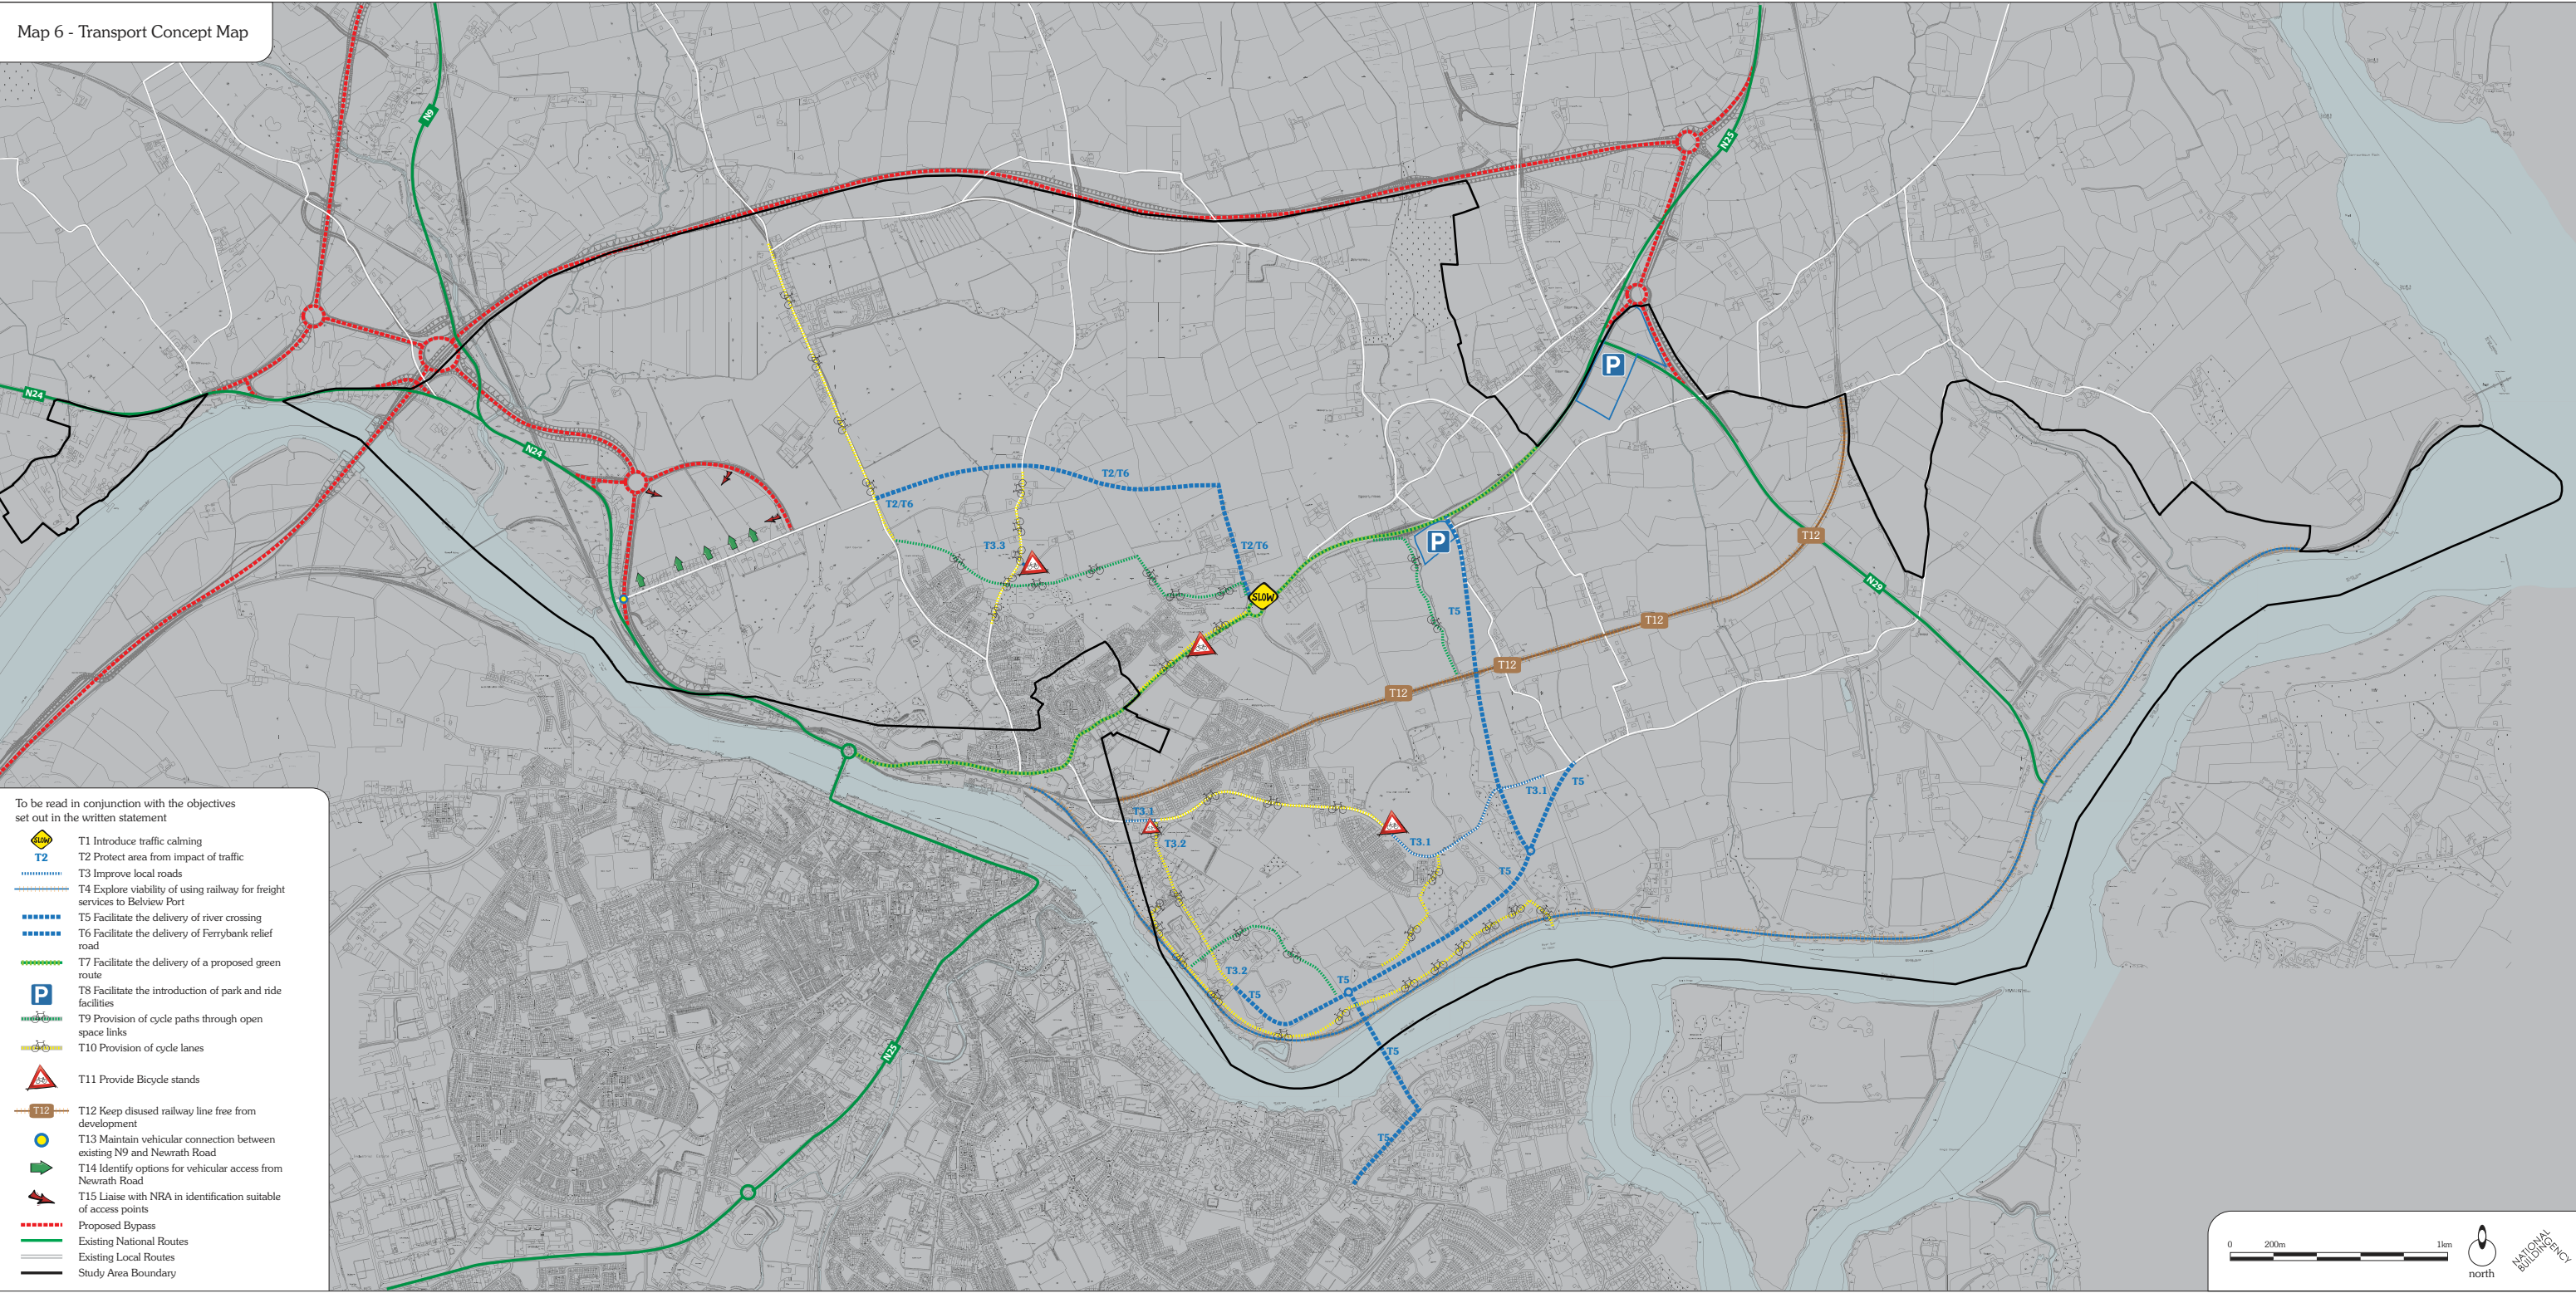 Map 6 - Transport Concept Map
N9
N25
N24
N24
P
T2/T6
T2/T6
T2/T6
T3.3
P
T12
N29
SLOW
T5
T12
T12
T12
T5
T3.1
T3.1
T3.1
T3.2
T5
T3.2
T5
T5
T5
T5
N25
To be read in conjunction with the objectives
set out in the written statement
SLOW T1 Introduce traffic calming
T2 T2 Protect area from impact of traffic
T3 Improve local roads
T4 Explore viability of using railway for freight
services to Belview Port
T5 Facilitate the delivery of river crossing
T6 Facilitate the delivery of Ferrybank relief
road
T7 Facilitate the delivery of a proposed green
route
P T8 Facilitate the introduction of park and ride
facilities
T9 Provision of cycle paths through open
space links
T10 Provision of cycle lanes
T11 Provide Bicycle stands
T12 T12 Keep disused railway line free from
development
T13 Maintain vehicular connection between
existing N9 and Newrath Road
T14 Identify options for vehicular access from
Newrath Road
T15 Liaise with NRA in identification suitable
of access points
Proposed Bypass
Existing National Routes
Existing Local Routes
Study Area Boundary
0 200m 1km
north
NATIONAL
BUILDING
AGENCY